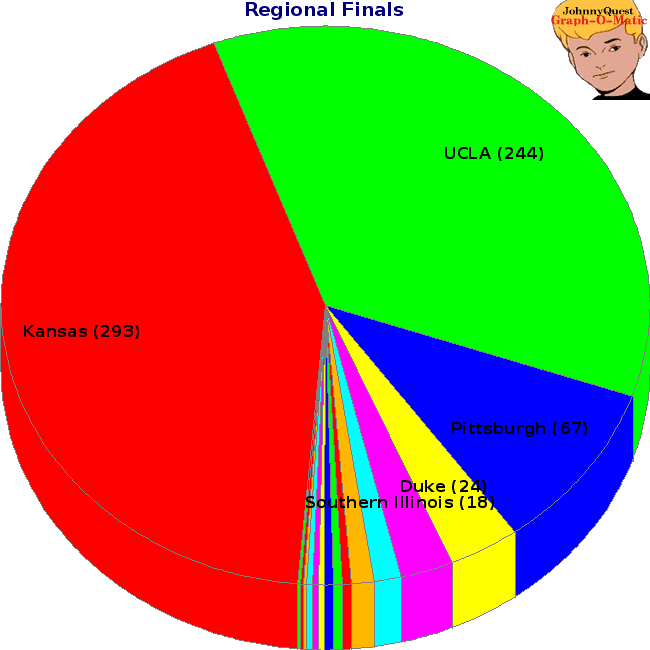 Regional Finals
JohnnyQuest
Graph-O-Matic
UCLA (244)
Kansas (293)
Pittsburgh (67)
Duke (24)
Southern Illinois (18)